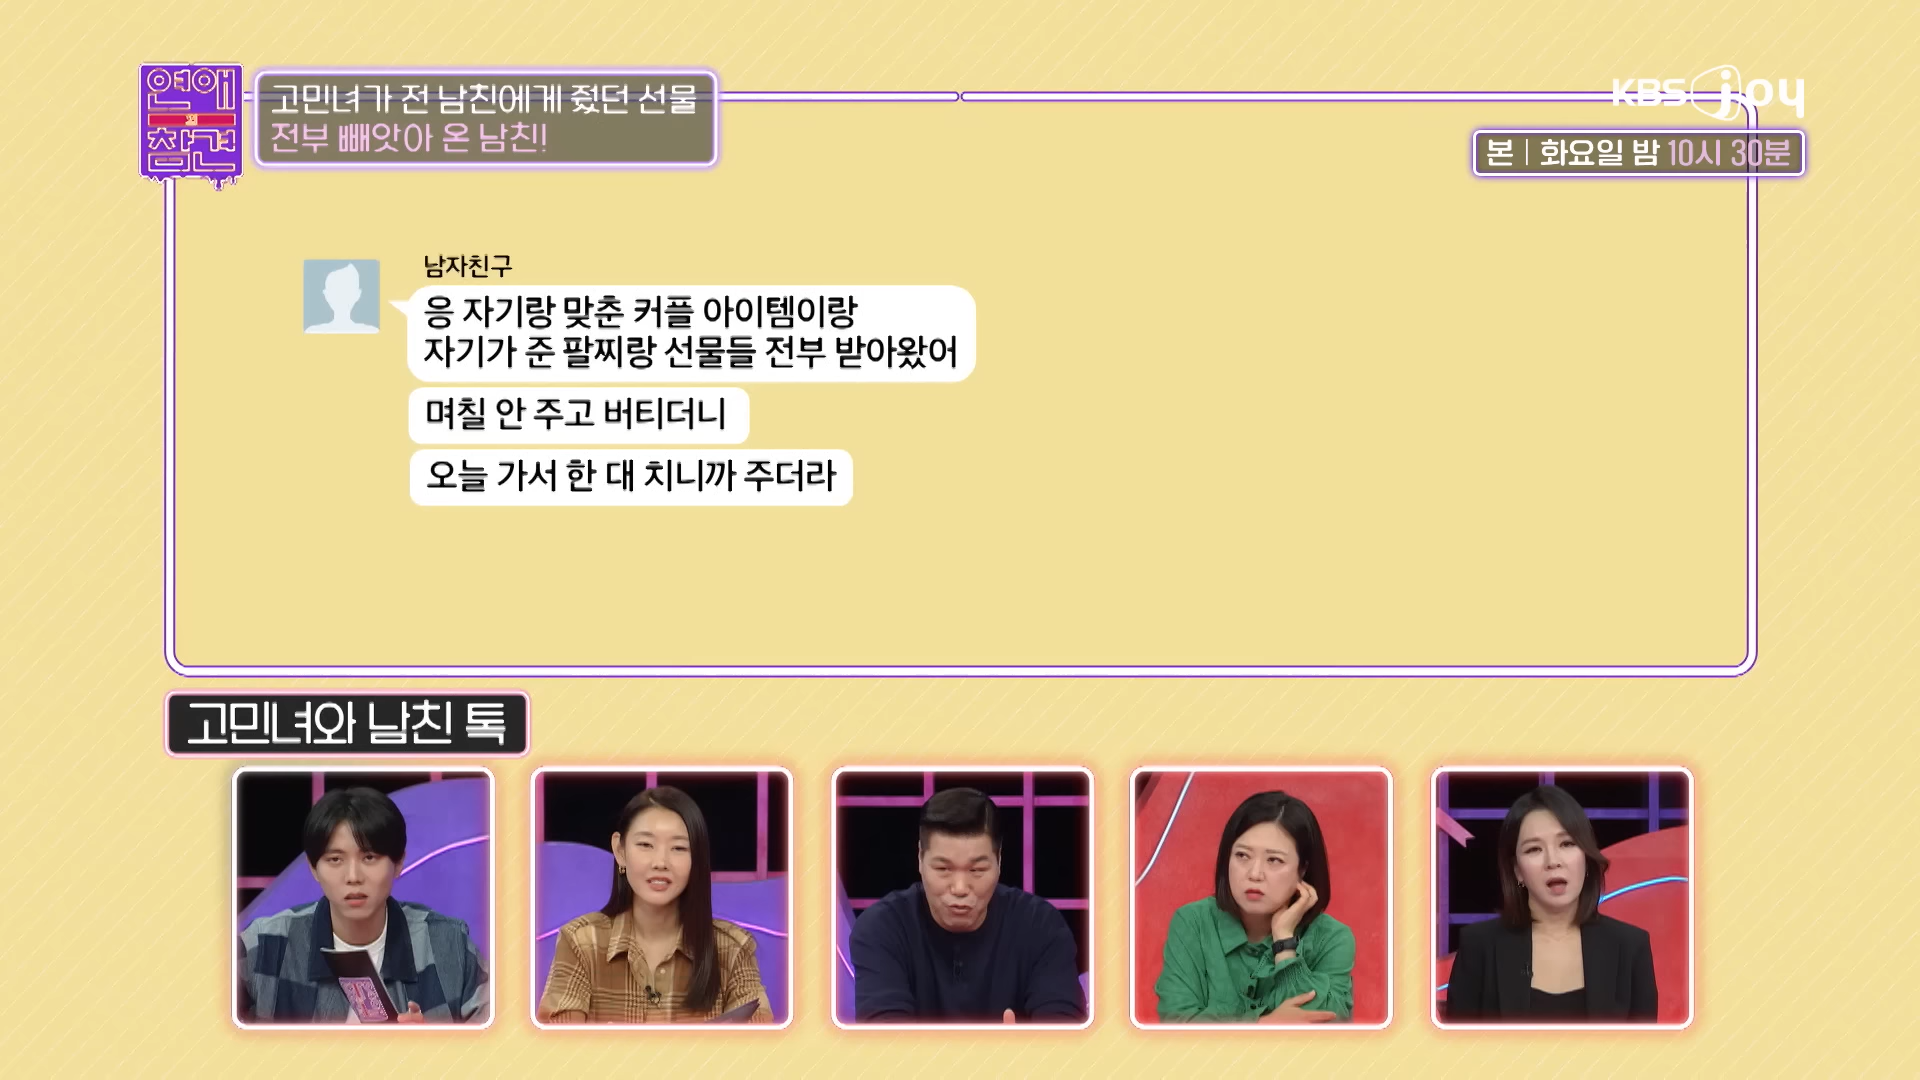 연애
의
참견
고민녀가 전 남친에게 줬던 선물
전부 빼앗아 온 남친!
KBS joy
본 | 화요일 밤 10시 30분
남자친구
응 자기랑 맞춘 커플 아이템이랑
자기가 준 팔찌랑 선물들 전부 받아왔어
며칠 안 주고 버티더니
오늘 가서 한 대 치니까 주더라
고민녀와 남친 톡